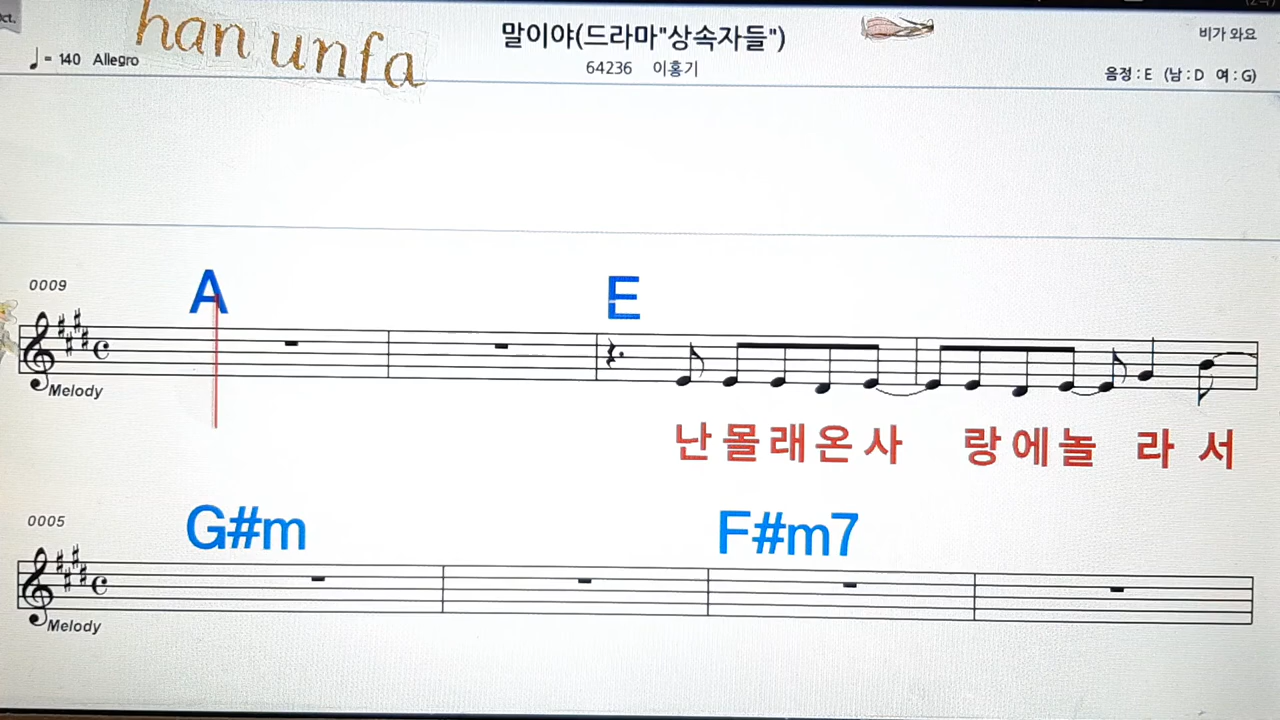 ct.
han unfa
말이야(드라마"상속자들")
비가 와요
= 140 Allegro
64236 이홍기
음정 : E (남 : D 여 : G)
0009
A E
Melody
난 몰 래 온 사 랑 에 놀 라 서
0005
G#m F#m7
Melody